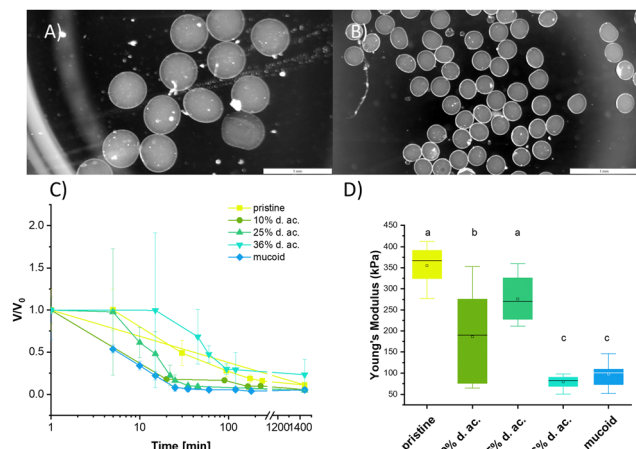 A)
B)
1 mm
1 mm
C)
D)
pristine
10% d. ac.
25% d. ac.
36% d. ac.
mucoid
2.0
1.5
1.0
0.5
0.0
V/V0
1
10
100
1200
1400
Time [min]
450
400
350
300
250
200
150
100
50
Young's Modulus (kPa)
a
b
a
c
c
pristine
% d. ac.
% d. ac.
% d. ac.
mucoid